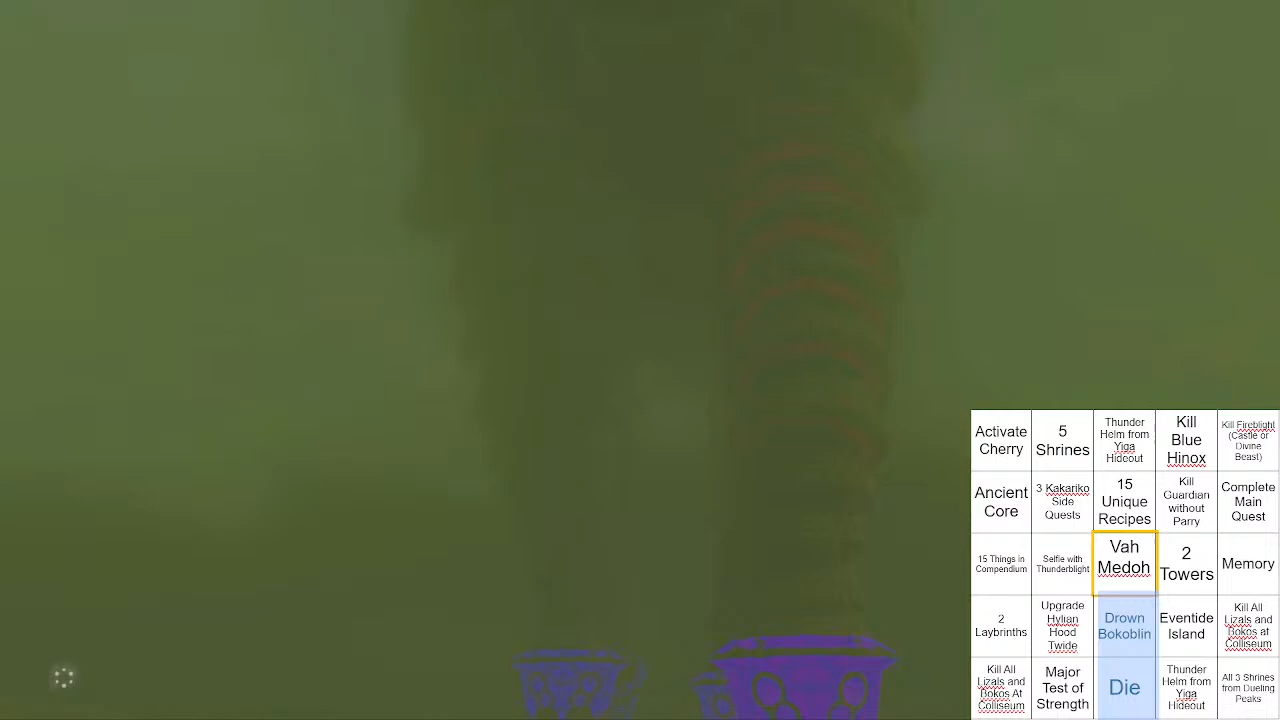 Activate
Cherry
5
Shrines
Thunder
Helm from
Yiga
Hideout
Kill
Blue
Hinox
Kill Fireblight
(Castle or
Divine
Beast)
Ancient
Core
3 Kakariko
Side
Quests
15
Unique
Recipes
Kill
Guardian
without
Parry
Complete
Main
Quest
15 Things in
Compendium
Selfie with
Thunderblight
Vah
Medoh
2
Towers
Memory
2
Laybrinths
Upgrade
Hylian
Hood
Twide
Drown
Bokoblin
Eventide
Island
Kill All
Lizals and
Bokos at
Colliseum
Kill All
Lizals and
Bokos At
Colliseum
Major
Test of
Strength
Die
Thunder
Helm from
Yiga
Hideout
All 3 Shrines
from Dueling
Peaks